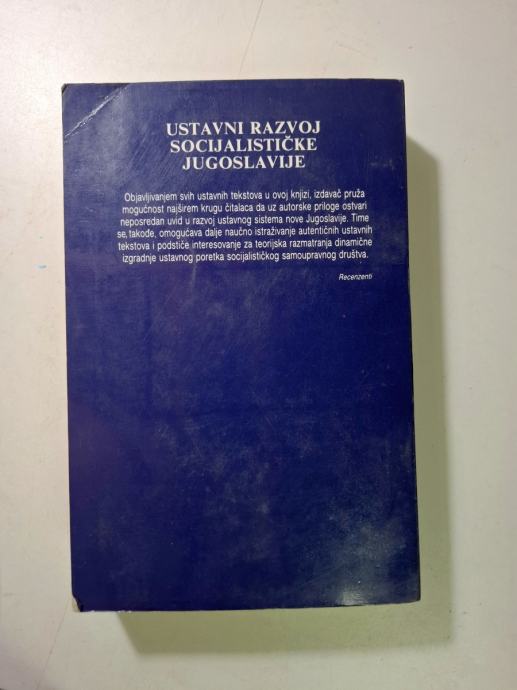 USTAVNI RAZVOJ
SOCIJALISTIČKE
JUGOSLAVIJE
Objavljivanjem svih ustavnih tekstova u ovoj knjizi, izdavač pruža
mogućnost najširem krugu čitalaca da uz autorske priloge ostvari
neposredan uvid u razvoj ustavnog sistema nove Jugoslavije. Time
se, takođe, omogućava dalje naučno istraživanje autentičnih ustavnih
tekstova i podstiče interesovanje za teorijska razmatranja dinamične
izgradnje ustavnog poretka socijalističkog samoupravnog društva.
Recenzenti